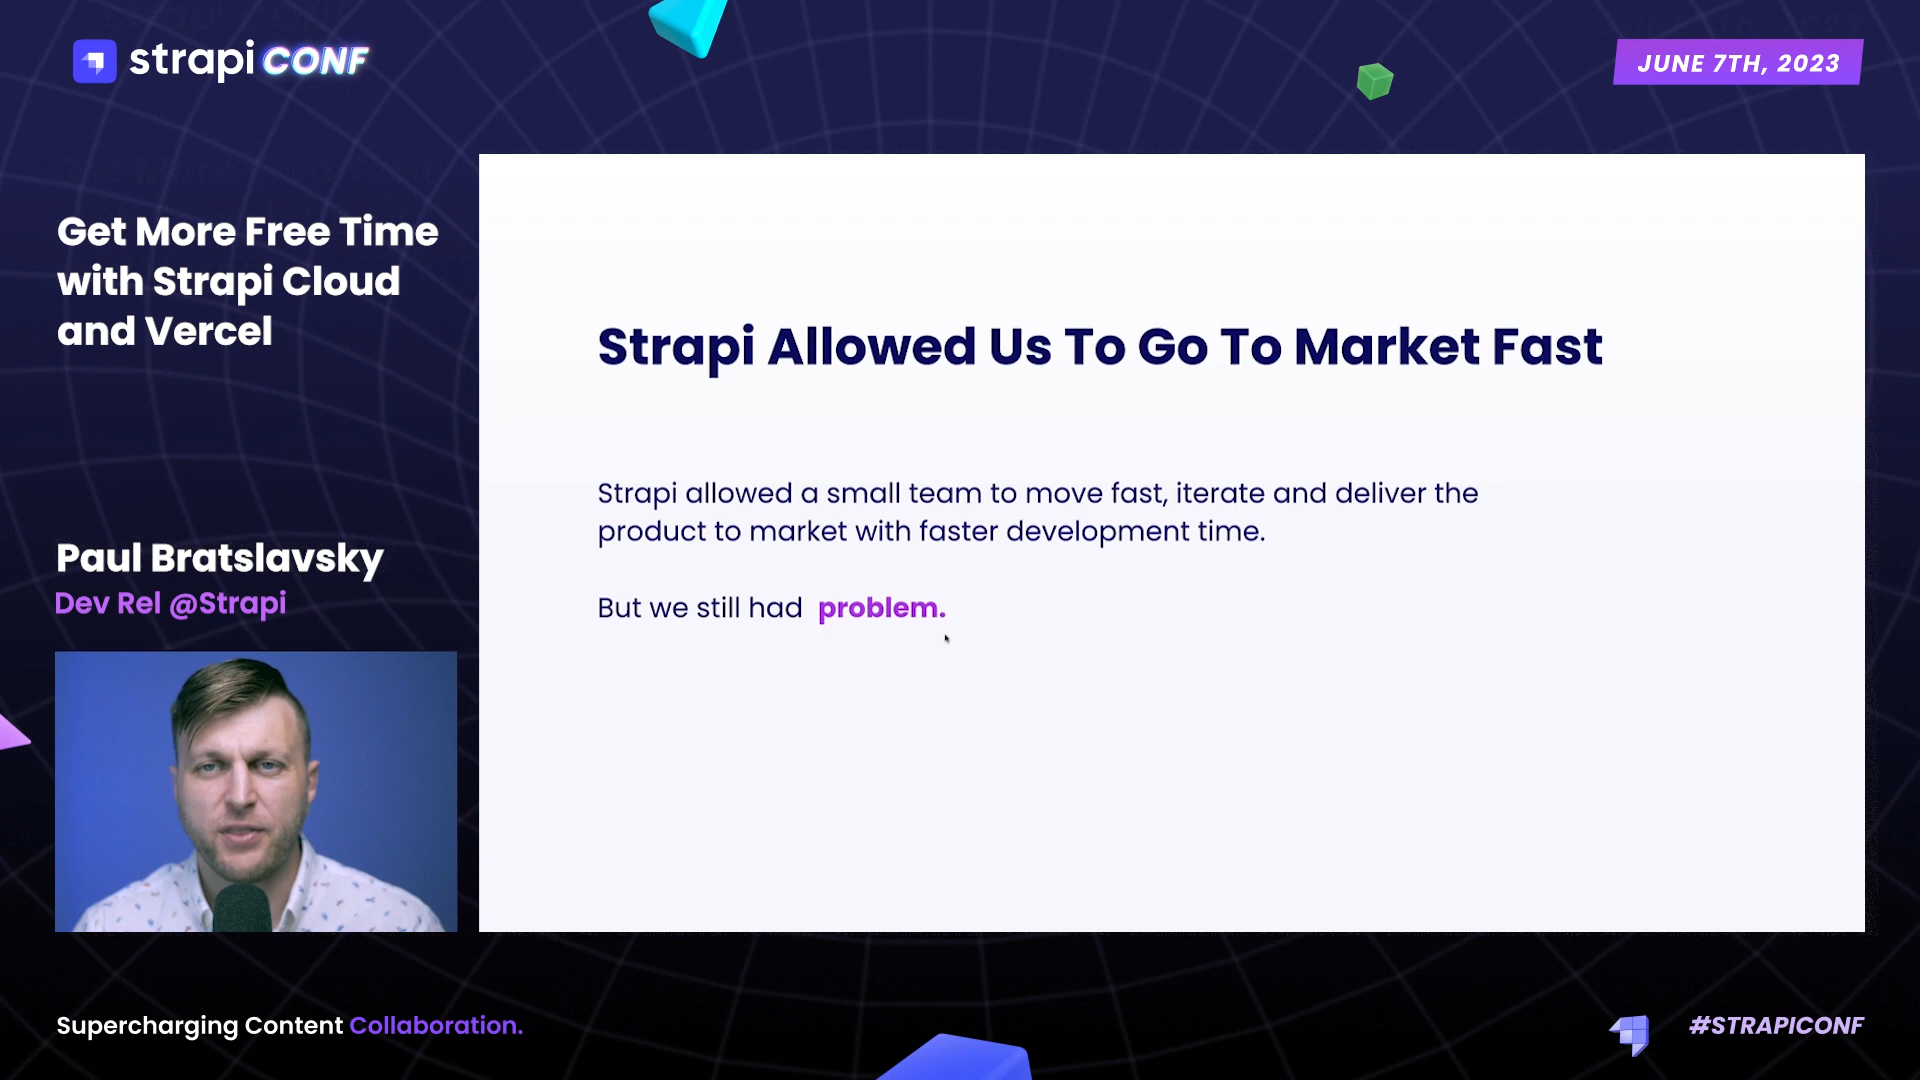 strapi CONF
JUNE 7TH, 2023
Get More Free Time
with Strapi Cloud
and Vercel
Paul Bratslavsky
Dev Rel @Strapi
Strapi Allowed Us To Go To Market Fast
Strapi allowed a small team to move fast, iterate and deliver the
product to market with faster development time.
But we still had problem.
Supercharging Content Collaboration.
#STRAPICONF